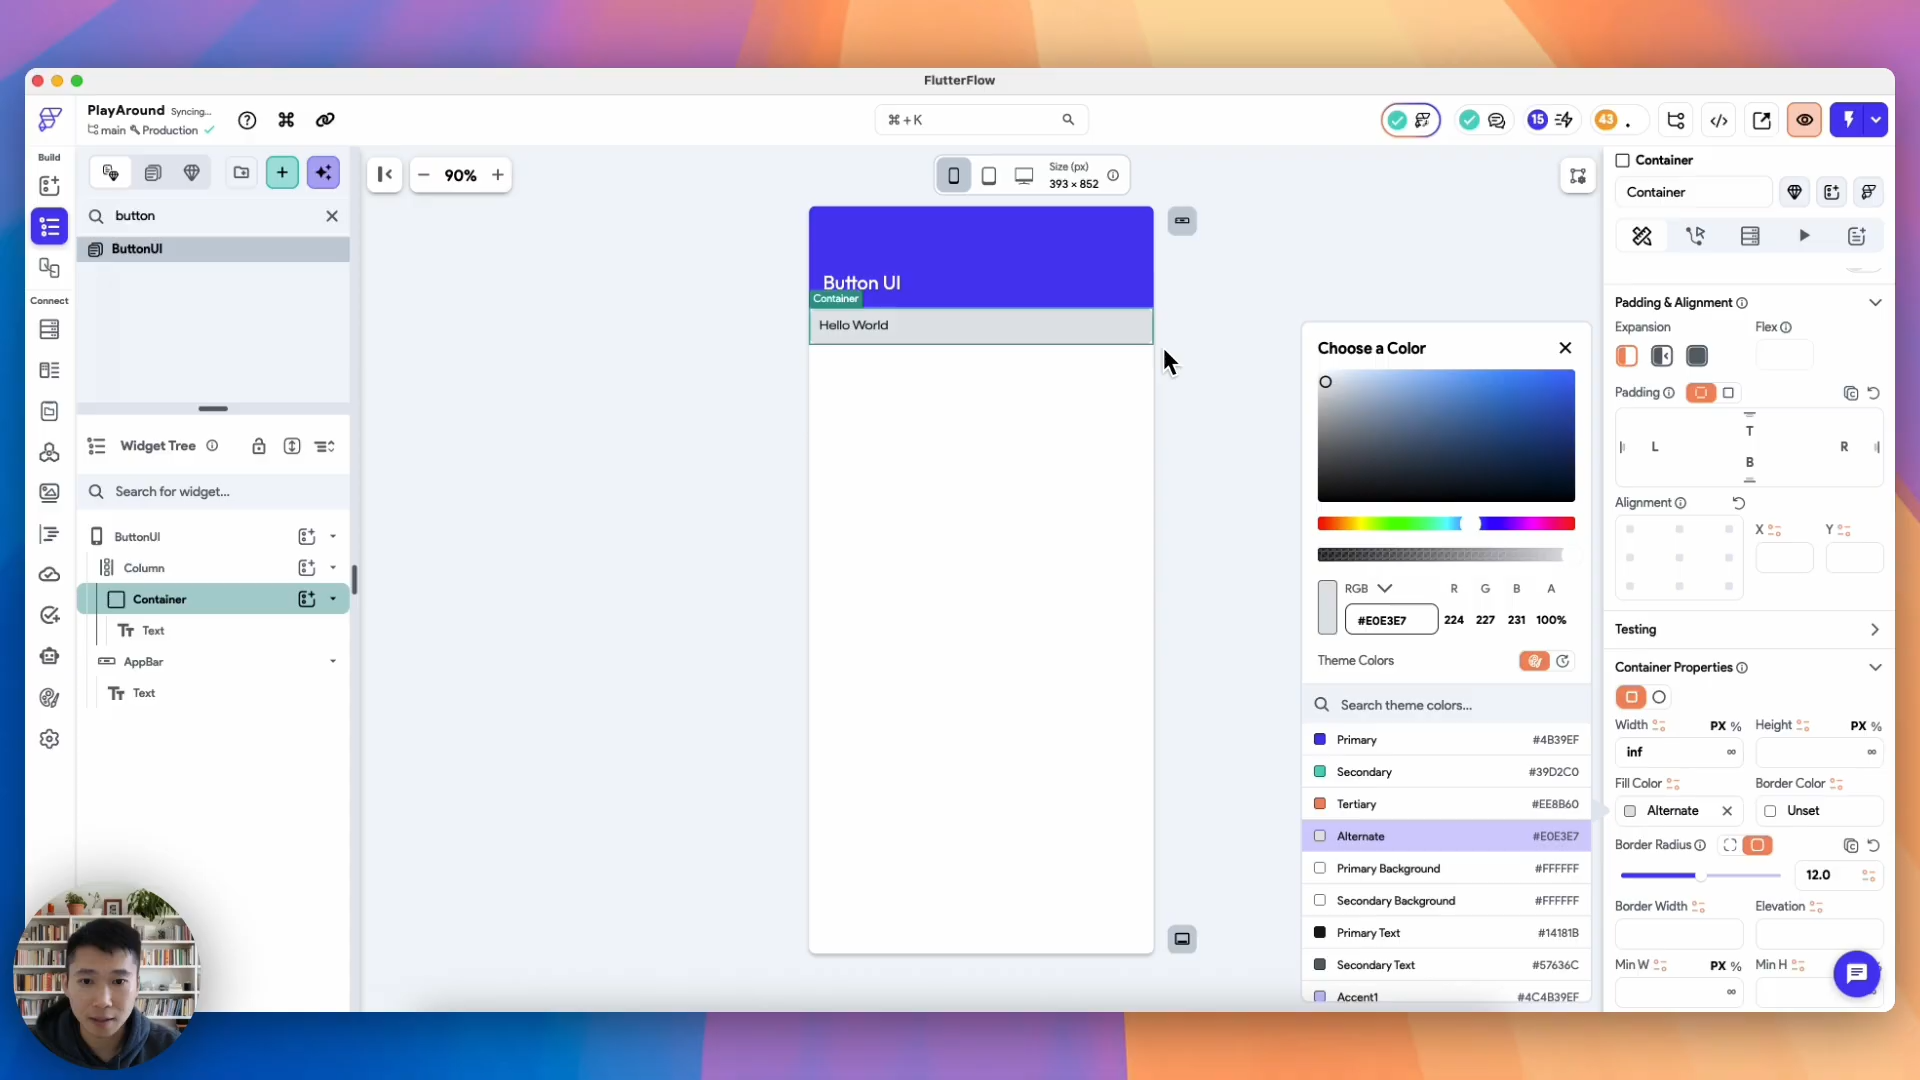 FlutterFlow
PlayAround Syncing...
main Production
⌘+K
15
43
Build
90%
Size (px)
393 × 852
button
ButtonUI
Connect
Widget Tree
Search for widget...
ButtonUI
Column
Container
Text
AppBar
Text
Button UI
Container
Hello World
Choose a Color
RGB R G B A
#E0E3E7 224 227 231 100%
Theme Colors
Search theme colors...
Primary #4B39EF
Secondary #39D2C0
Tertiary #EE8B60
Alternate #E0E3E7
Primary Background #FFFFFF
Secondary Background #FFFFFF
Primary Text #14181B
Secondary Text #57636C
Accent1 #4C4B39EF
Container
Container
Padding & Alignment
Expansion Flex
Padding
T
L R
B
Alignment
X Y
Testing
Container Properties
Width PX % Height PX %
inf ∞ ∞
Fill Color Border Color
Alternate Unset
Border Radius
12.0
Border Width Elevation
Min W PX % Min H
∞